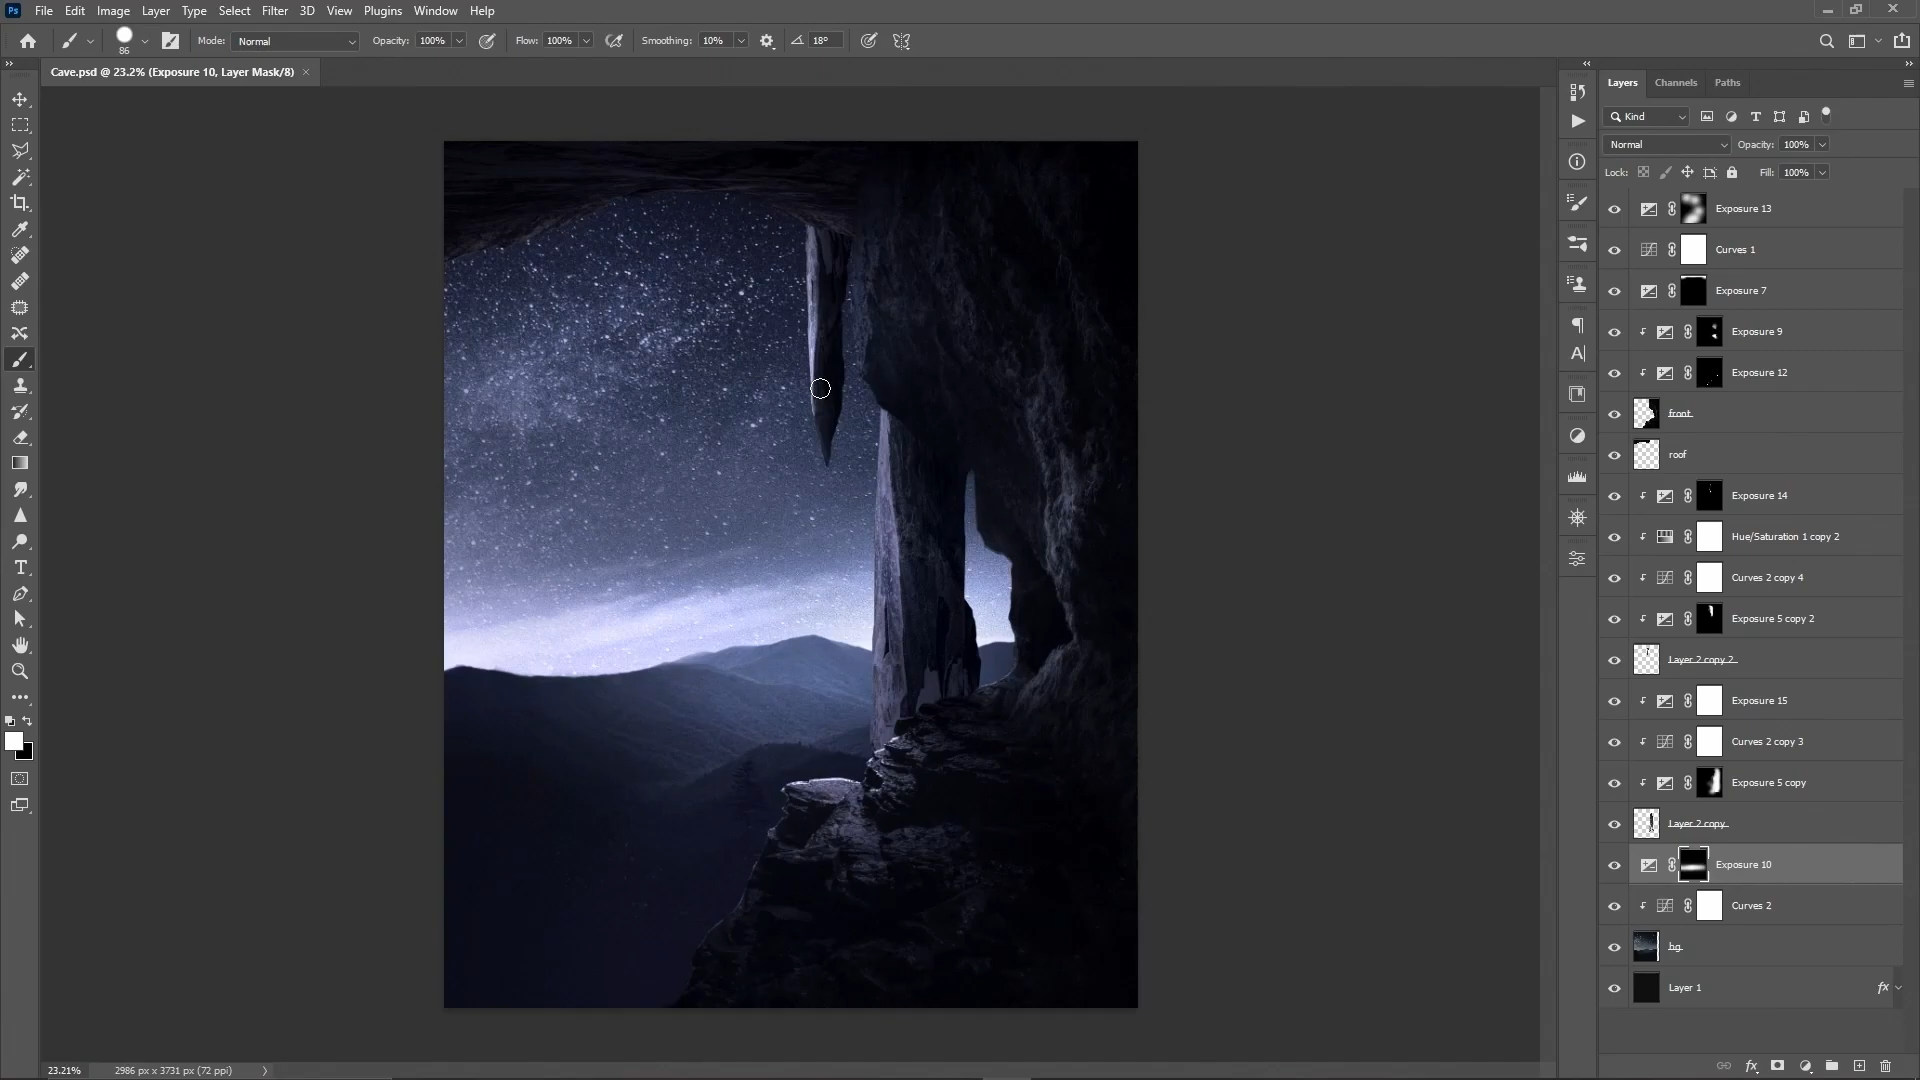 Ps File Edit Image Layer Type Select Filter 3D View Plugins Window Help
86 Mode: Normal Opacity: 100% Flow: 100% Smoothing: 10% 18°
Cave.psd @ 23.2% (Exposure 10, Layer Mask/8) ×
Layers Channels Paths
Kind
Normal Opacity: 100%
Lock: Fill: 100%
Exposure 13
Curves 1
Exposure 7
Exposure 9
Exposure 12
front
roof
Exposure 14
Hue/Saturation 1 copy 2
Curves 2 copy 4
Exposure 5 copy 2
Layer 2 copy 2
Exposure 15
Curves 2 copy 3
Exposure 5 copy
Layer 2 copy
Exposure 10
Curves 2
bg
Layer 1 fx
23.21% 2986 px x 3731 px (72 ppi)
fx